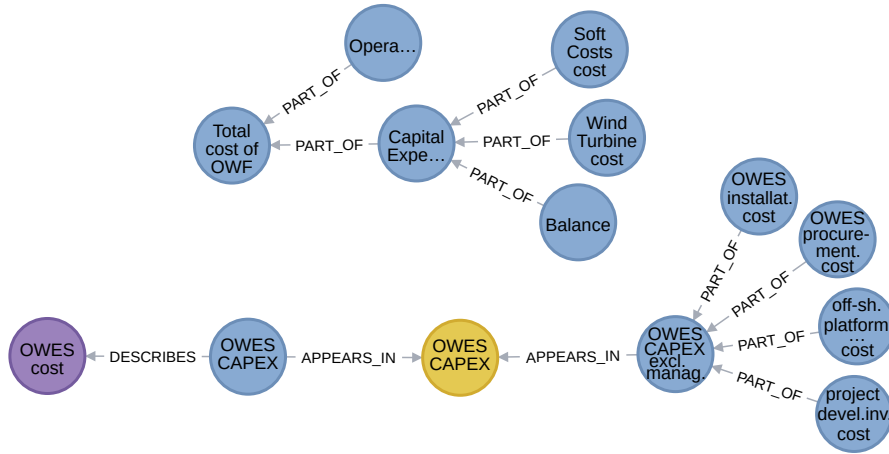 Opera…
PART_OF
Soft
Costs
cost
PART_OF
Total
cost of
OWF
PART_OF
Capital
Expe…
PART_OF
Wind
Turbine
cost
PART_OF
Balance
OWES
installat.
cost
PART_OF
OWES
procure-
ment.
cost
PART_OF
OWES
cost
DESCRIBES
OWES
CAPEX
APPEARS_IN
OWES
CAPEX
APPEARS_IN
OWES
CAPEX
excl.
manag.
PART_OF
off-sh.
platform
…
cost
PART_OF
project
devel.inv.
cost